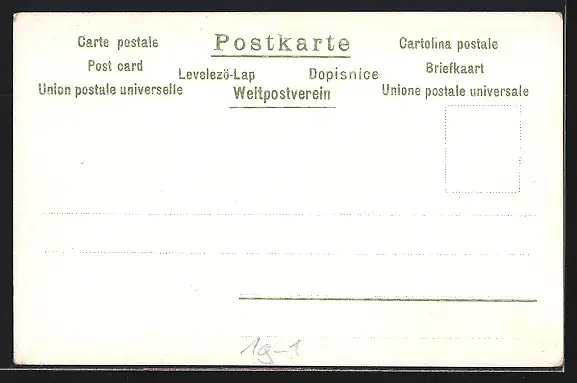 Carte postale Postkarte Cartolina postale
Post card Levelezö-Lap Dopisnice Briefkaart
Union postale universelle Weltpostverein Unione postale universale
1g-1